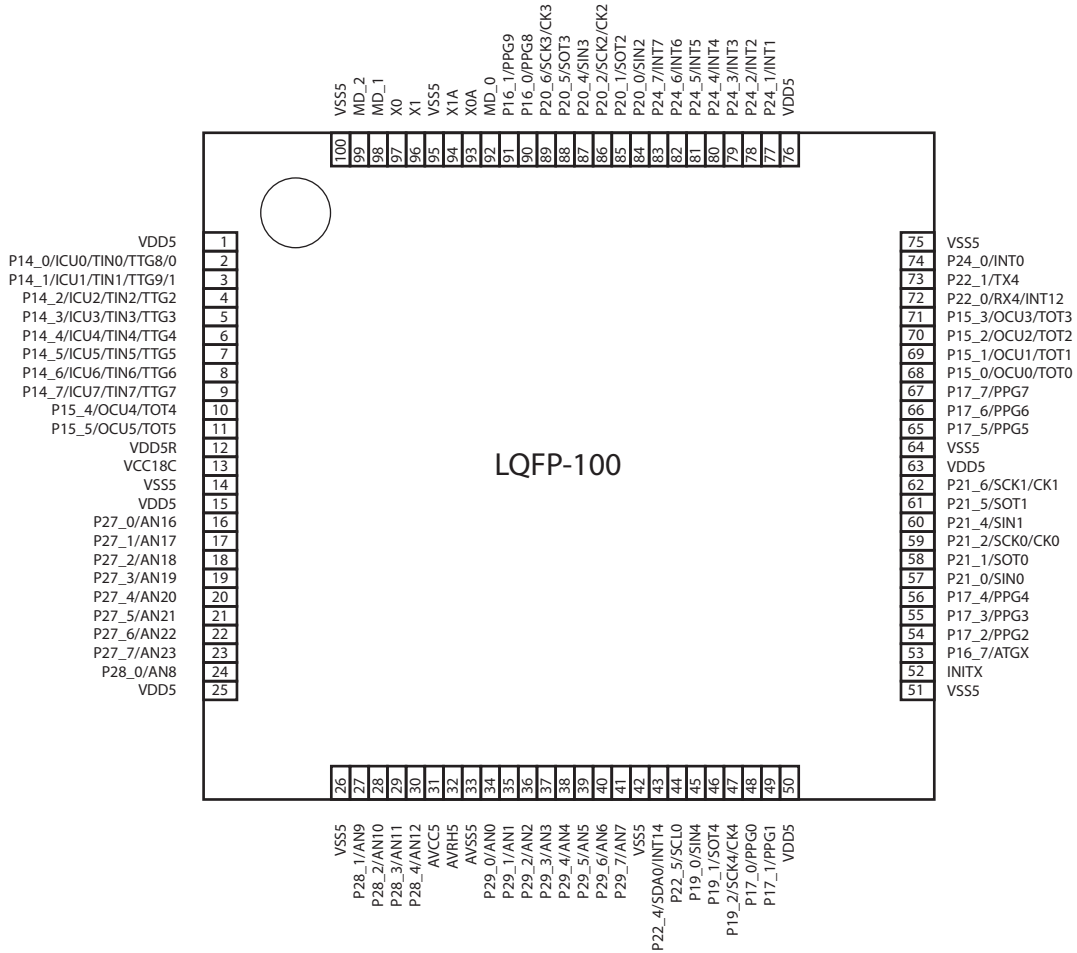 VSS5
MD_2
MD_1
X0
X1
VSS5
X1A
X0A
MD_0
P16_1/PPG9
P16_0/PPG8
P20_6/SCK3/CK3
P20_5/SOT3
P20_4/SIN3
P20_2/SCK2/CK2
P20_1/SOT2
P20_0/SIN2
P24_7/INT7
P24_6/INT6
P24_5/INT5
P24_4/INT4
P24_3/INT3
P24_2/INT2
P24_1/INT1
VDD5
100
99
98
97
96
95
94
93
92
91
90
89
88
87
86
85
84
83
82
81
80
79
78
77
76
VDD5 1
P14_0/ICU0/TIN0/TTG8/0 2
P14_1/ICU1/TIN1/TTG9/1 3
P14_2/ICU2/TIN2/TTG2 4
P14_3/ICU3/TIN3/TTG3 5
P14_4/ICU4/TIN4/TTG4 6
P14_5/ICU5/TIN5/TTG5 7
P14_6/ICU6/TIN6/TTG6 8
P14_7/ICU7/TIN7/TTG7 9
P15_4/OCU4/TOT4 10
P15_5/OCU5/TOT5 11
VDD5R 12
VCC18C 13
VSS5 14
VDD5 15
P27_0/AN16 16
P27_1/AN17 17
P27_2/AN18 18
P27_3/AN19 19
P27_4/AN20 20
P27_5/AN21 21
P27_6/AN22 22
P27_7/AN23 23
P28_0/AN8 24
VDD5 25
LQFP-100
75 VSS5
74 P24_0/INT0
73 P22_1/TX4
72 P22_0/RX4/INT12
71 P15_3/OCU3/TOT3
70 P15_2/OCU2/TOT2
69 P15_1/OCU1/TOT1
68 P15_0/OCU0/TOT0
67 P17_7/PPG7
66 P17_6/PPG6
65 P17_5/PPG5
64 VSS5
63 VDD5
62 P21_6/SCK1/CK1
61 P21_5/SOT1
60 P21_4/SIN1
59 P21_2/SCK0/CK0
58 P21_1/SOT0
57 P21_0/SIN0
56 P17_4/PPG4
55 P17_3/PPG3
54 P17_2/PPG2
53 P16_7/ATGX
52 INITX
51 VSS5
26
27
28
29
30
31
32
33
34
35
36
37
38
39
40
41
42
43
44
45
46
47
48
49
50
VSS5
P28_1/AN9
P28_2/AN10
P28_3/AN11
P28_4/AN12
AVCC5
AVRH5
AVSS5
P29_0/AN0
P29_1/AN1
P29_2/AN2
P29_3/AN3
P29_4/AN4
P29_5/AN5
P29_6/AN6
P29_7/AN7
VSS5
P22_4/SDA0/INT14
P22_5/SCL0
P19_0/SIN4
P19_1/SOT4
P19_2/SCK4/CK4
P17_0/PPG0
P17_1/PPG1
VDD5